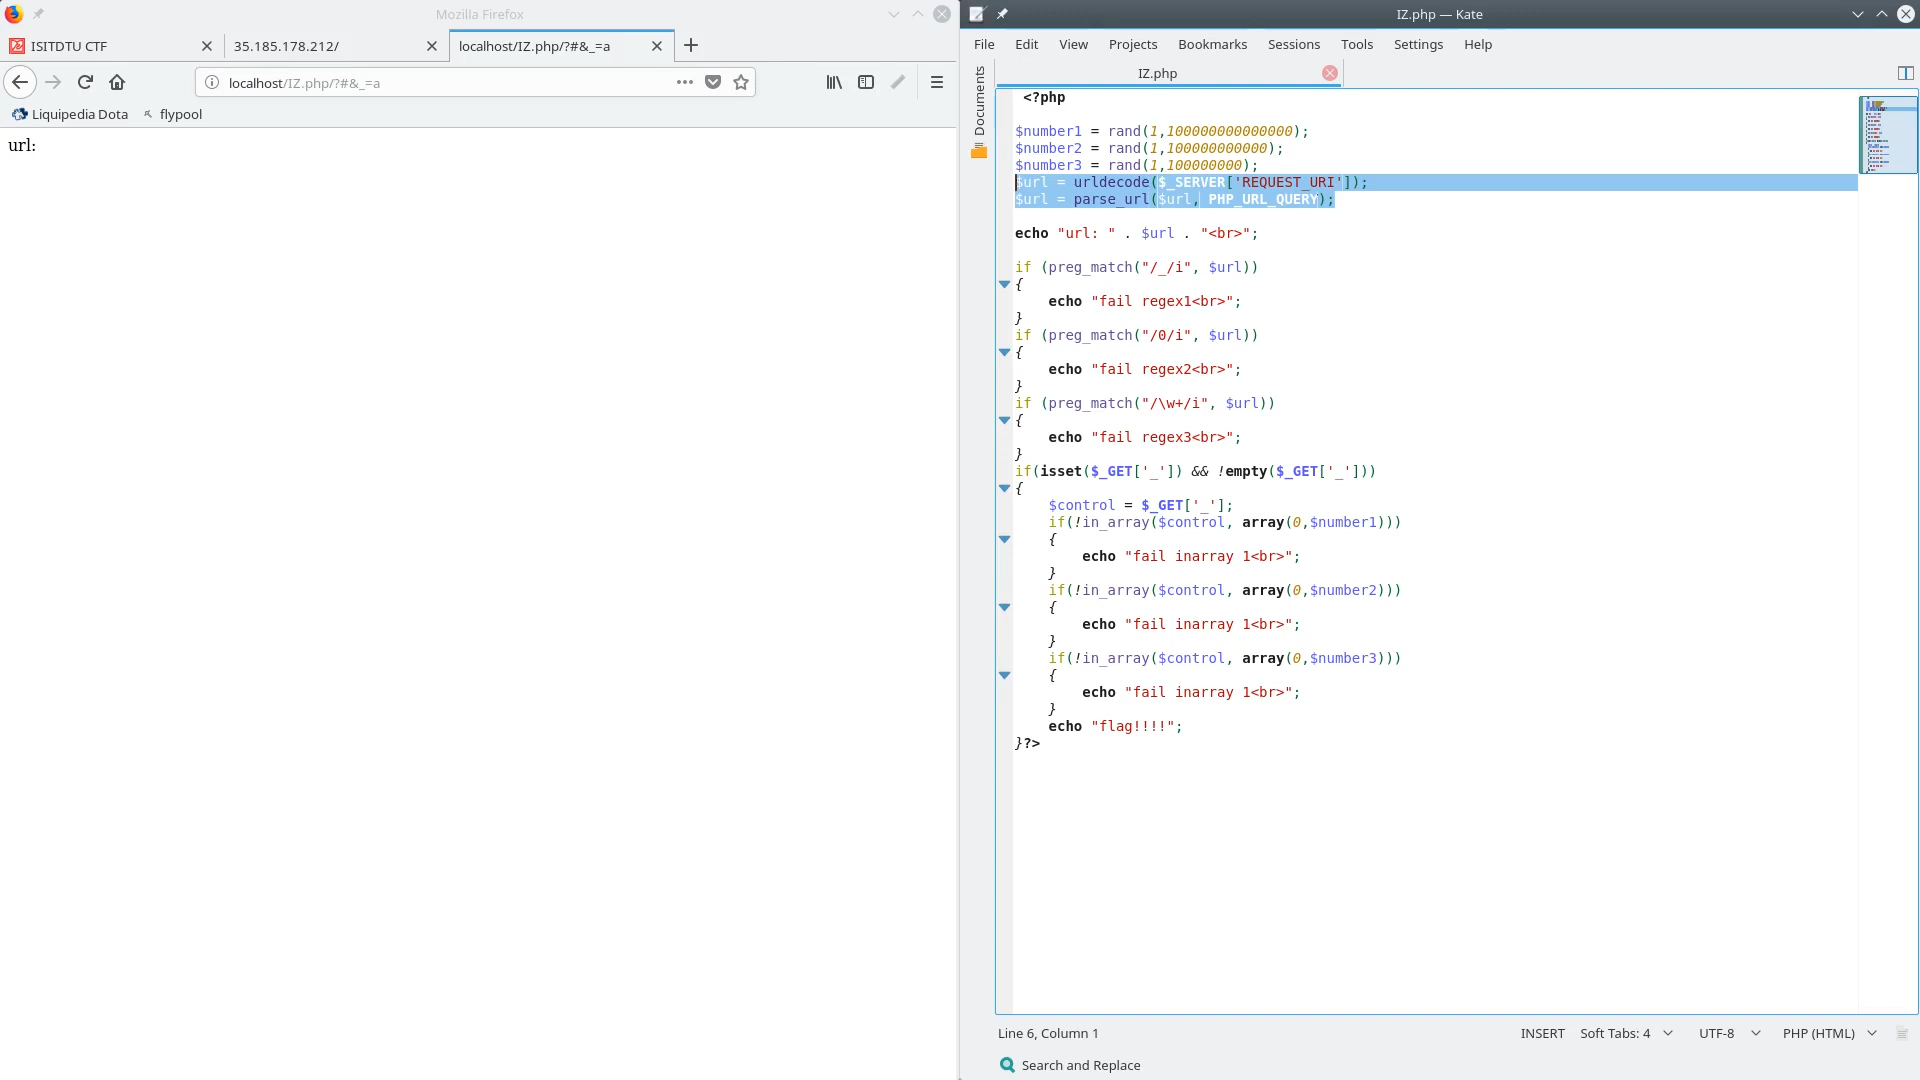 Mozilla Firefox
ISITDTU CTF
35.185.178.212/
localhost/IZ.php/?#&_=a
localhost/IZ.php/?#&_=a
Liquipedia Dota
flypool
url:
IZ.php — Kate
File Edit View Projects Bookmarks Sessions Tools Settings Help
Documents
IZ.php
<?php
$number1 = rand(1,100000000000000);
$number2 = rand(1,100000000000);
$number3 = rand(1,100000000);
$url = urldecode($_SERVER['REQUEST_URI']);
$url = parse_url($url, PHP_URL_QUERY);
echo "url: " . $url . "<br>";
if (preg_match("/_/i", $url))
{
echo "fail regex1<br>";
}
if (preg_match("/0/i", $url))
{
echo "fail regex2<br>";
}
if (preg_match("/\w+/i", $url))
{
echo "fail regex3<br>";
}
if(isset($_GET['_']) && !empty($_GET['_']))
{
$control = $_GET['_'];
if(!in_array($control, array(0,$number1)))
{
echo "fail inarray 1<br>";
}
if(!in_array($control, array(0,$number2)))
{
echo "fail inarray 1<br>";
}
if(!in_array($control, array(0,$number3)))
{
echo "fail inarray 1<br>";
}
echo "flag!!!!";
}?>
Line 6, Column 1
INSERT Soft Tabs: 4 UTF-8 PHP (HTML)
Search and Replace